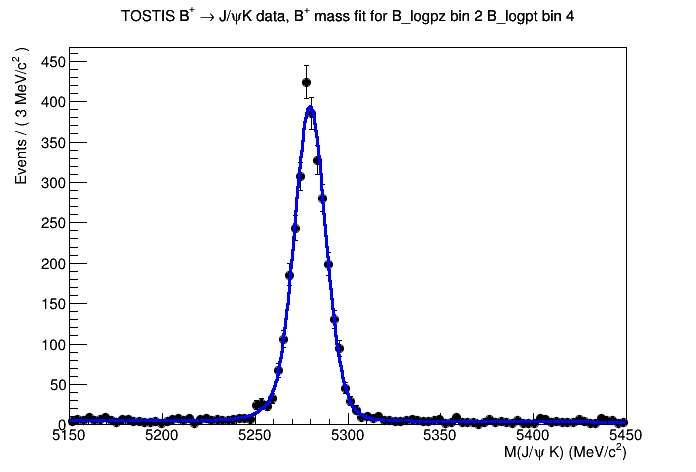 TOSTIS B⁺ → J/ψK data, B⁺ mass fit for B_logpz bin 2 B_logpt bin 4
Events / ( 3 MeV/c² )
450
400
350
300
250
200
150
100
50
0
5150 5200 5250 5300 5350 5400 5450
M(J/ψ K) (MeV/c²)